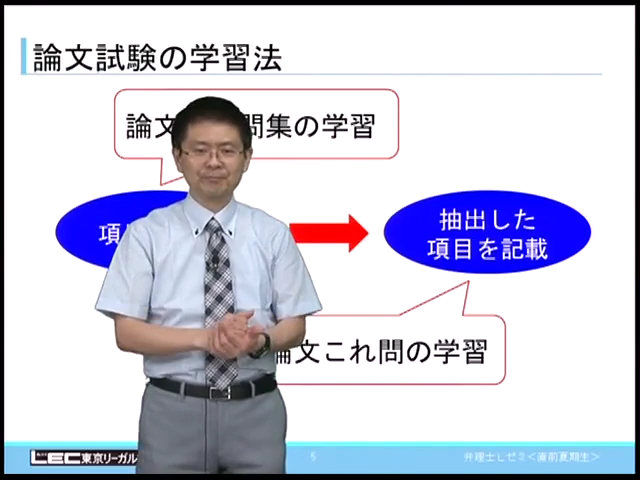 論文試験の学習法
論文 問集の学習
項
抽出した
項目を記載
論文これ問の学習
LEC東京リーガル
5
弁理士Lゼミ<直前夏期生>